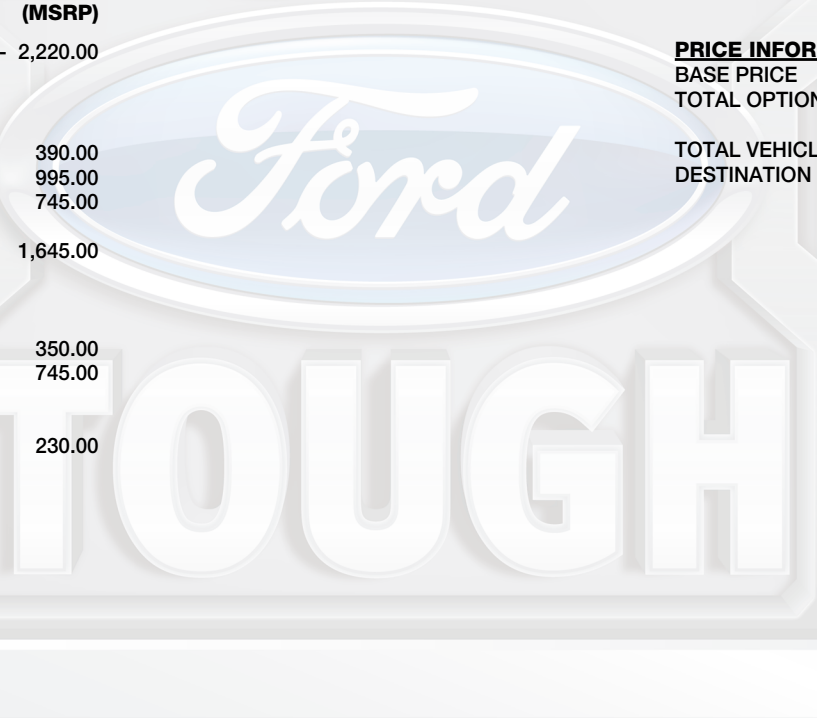 (MSRP)
- 2,220.00
390.00
995.00
745.00
1,645.00
350.00
745.00
230.00
PRICE INFOR
BASE PRICE
TOTAL OPTION
TOTAL VEHICL
DESTINATION
Ford
TOUGH